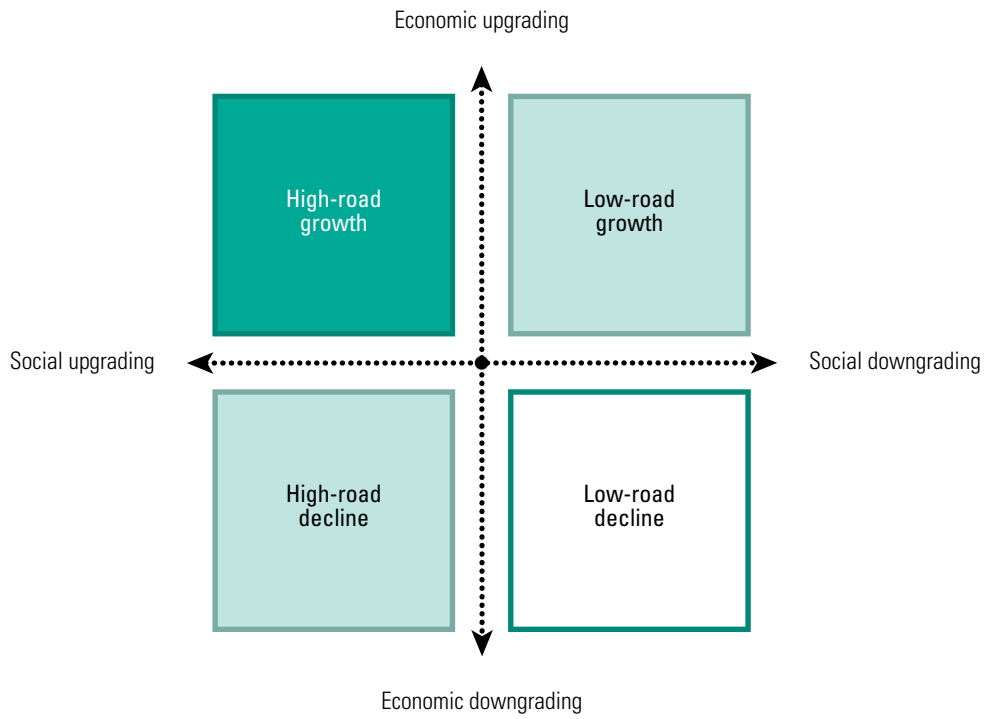 Economic upgrading
High-road
growth
Low-road
growth
Social upgrading
Social downgrading
High-road
decline
Low-road
decline
Economic downgrading